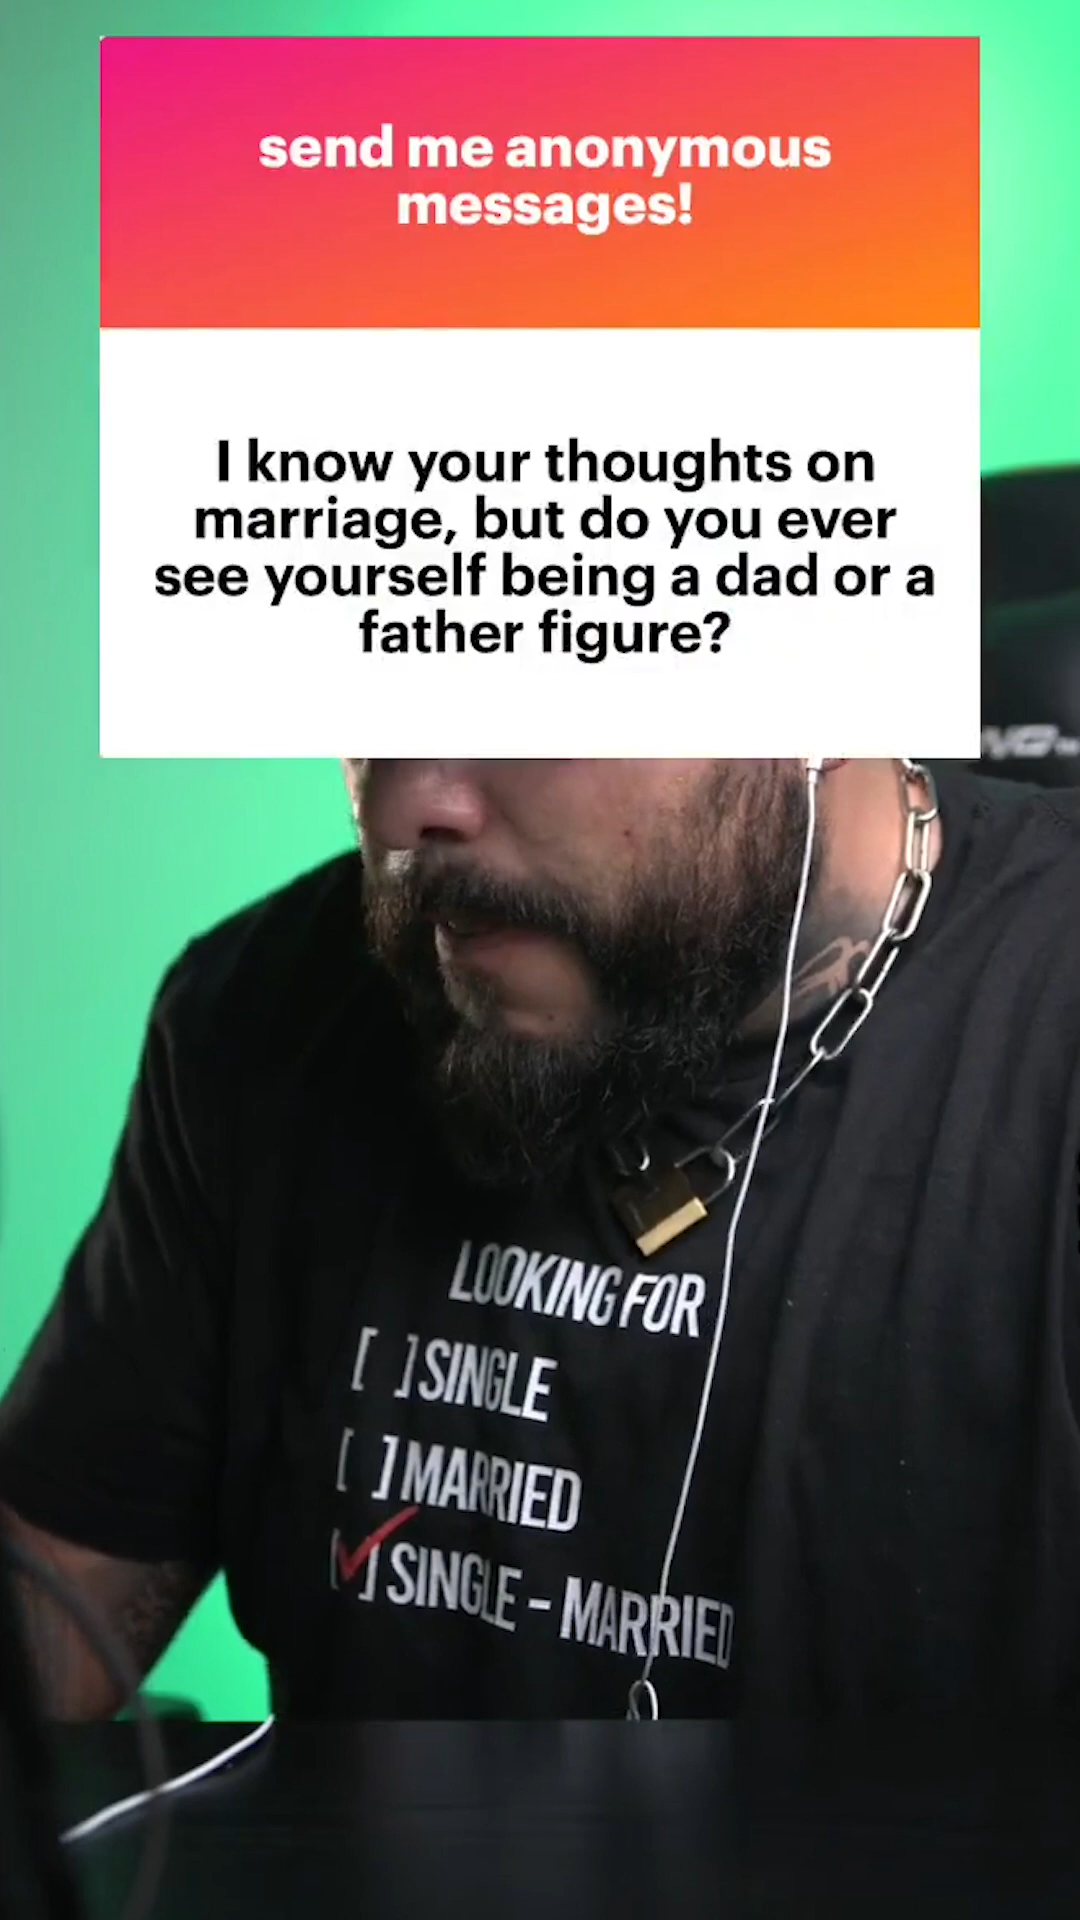 send me anonymous
messages!
I know your thoughts on
marriage, but do you ever
see yourself being a dad or a
father figure?
LOOKING FOR
[ ] SINGLE
[ ] MARRIED
[✓] SINGLE - MARRIED